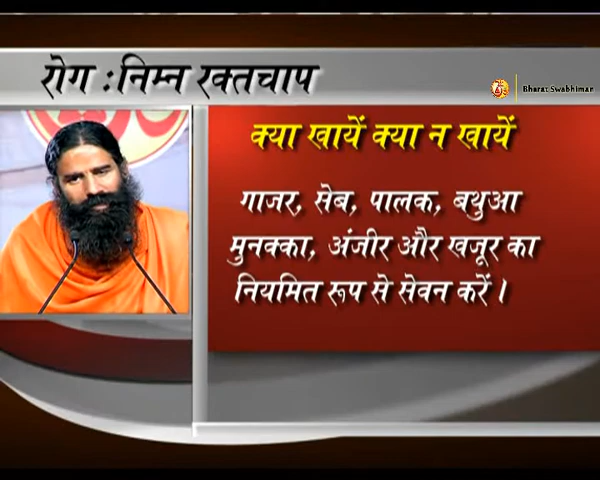 रोग : निम्न रक्तचाप
Bharat Swabhiman
क्या खायें क्या न खायें
गाजर, सेब, पालक, बथुआ
मुनक्का, अंजीर और खजूर का
नियमित रूप से सेवन करें ।